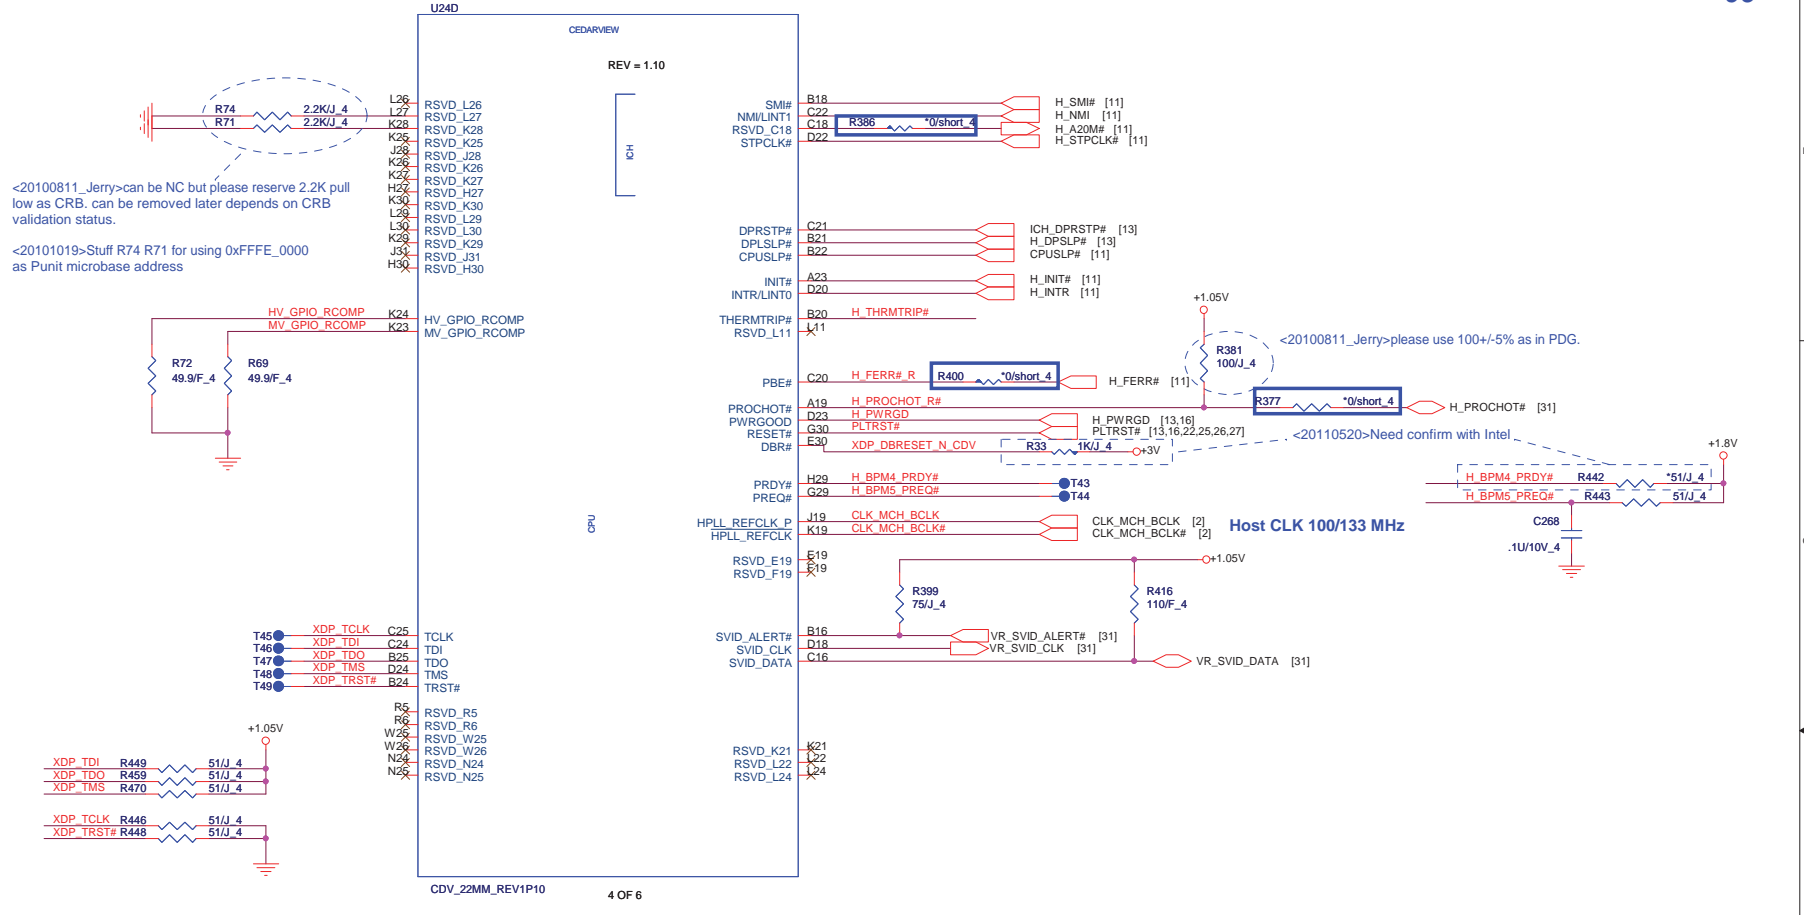 U24D
CEDARVIEW
REV = 1.10
ICH
CPU
R74 2.2K/J_4
R71 2.2K/J_4
<20100811_Jerry>can be NC but please reserve 2.2K pull
low as CRB. can be removed later depends on CRB
validation status.
<20101019>Stuff R74 R71 for using 0xFFFE_0000
as Punit microbase address
L26 RSVD_L26
L27 RSVD_L27
K28 RSVD_K28
K25 RSVD_K25
J28 RSVD_J28
K26 RSVD_K26
K27 RSVD_K27
H27 RSVD_H27
K30 RSVD_K30
L29 RSVD_L29
L30 RSVD_L30
K29 RSVD_K29
J31 RSVD_J31
H30 RSVD_H30
HV_GPIO_RCOMP K24 HV_GPIO_RCOMP
MV_GPIO_RCOMP K23 MV_GPIO_RCOMP
R72
49.9/F_4
R69
49.9/F_4
T45 XDP_TCLK C25 TCLK
T46 XDP_TDI C24 TDI
T47 XDP_TDO B25 TDO
T48 XDP_TMS D24 TMS
T49 XDP_TRST# B24 TRST#
R5 RSVD_R5
R6 RSVD_R6
W25 RSVD_W25
W26 RSVD_W26
N24 RSVD_N24
N25 RSVD_N25
+1.05V
XDP_TDI R449 51/J_4
XDP_TDO R459 51/J_4
XDP_TMS R470 51/J_4
XDP_TCLK R446 51/J_4
XDP_TRST# R448 51/J_4
SMI# B18 H_SMI# [11]
NMI/LINT1 C22 H_NMI [11]
RSVD_C18 C18 R386 *0/short_4 H_A20M# [11]
STPCLK# D22 H_STPCLK# [11]
DPRSTP# C21 ICH_DPRSTP# [13]
DPLSLP# B21 H_DPSLP# [13]
CPUSLP# B22 CPUSLP# [11]
INIT# A23 H_INIT# [11]
INTR/LINT0 D20 H_INTR [11]
THERMTRIP# B20 H_THRMTRIP#
RSVD_L11 L11
+1.05V
R381
100/J_4
<20100811_Jerry>please use 100+/-5% as in PDG.
PBE# C20 H_FERR#_R R400 *0/short_4 H_FERR# [11]
PROCHOT# A19 H_PROCHOT_R# R377 *0/short_4 H_PROCHOT# [31]
PWRGOOD D23 H_PWRGD H_PWRGD [13,16]
RESET# G30 PLTRST# PLTRST# [13,16,22,25,26,27]
DBR# E30 XDP_DBRESET_N_CDV R33 1K/J_4 +3V
<20110520>Need confirm with Intel
+1.8V
H_BPM4_PRDY# R442 *51/J_4
H_BPM5_PREQ# R443 51/J_4
C268
.1U/10V_4
PRDY# H29 H_BPM4_PRDY# T43
PREQ# G29 H_BPM5_PREQ# T44
HPLL_REFCLK_P J19 CLK_MCH_BCLK CLK_MCH_BCLK [2]
HPLL_REFCLK K19 CLK_MCH_BCLK# CLK_MCH_BCLK# [2]
Host CLK 100/133 MHz
RSVD_E19 E19
RSVD_F19 F19
+1.05V
R399
75/J_4
R416
110/F_4
SVID_ALERT# B16 VR_SVID_ALERT# [31]
SVID_CLK D18 VR_SVID_CLK [31]
SVID_DATA C16 VR_SVID_DATA [31]
RSVD_K21 K21
RSVD_L22 L22
RSVD_L24 L24
CDV_22MM_REV1P10
4 OF 6